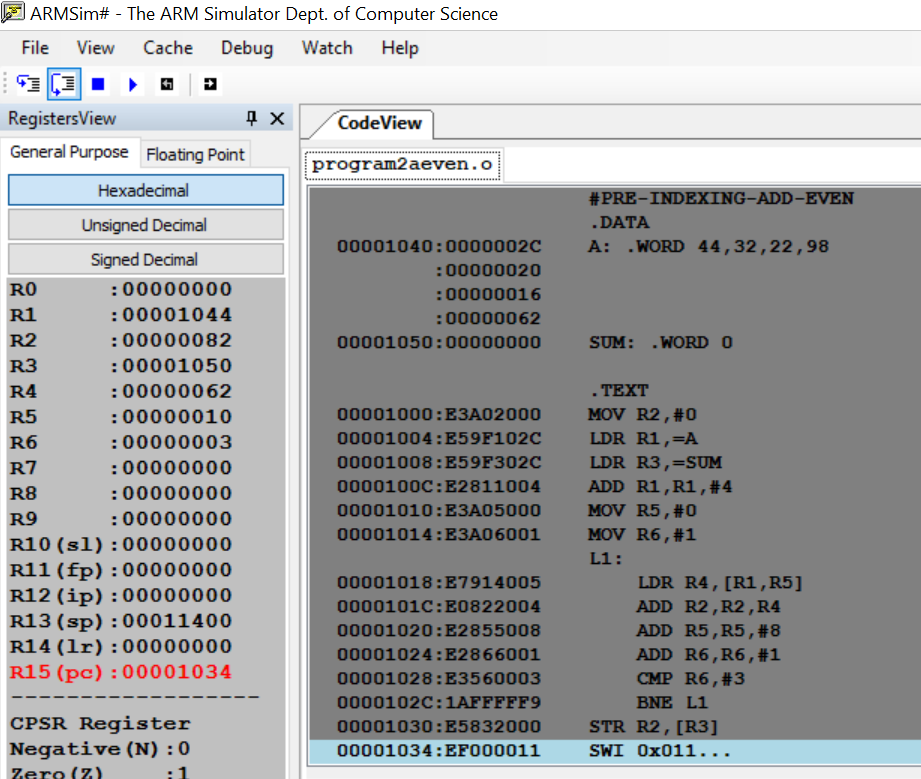 ARMSim# - The ARM Simulator Dept. of Computer Science
File View Cache Debug Watch Help
RegistersView
General Purpose Floating Point
Hexadecimal
Unsigned Decimal
Signed Decimal
R0 :00000000
R1 :00001044
R2 :00000082
R3 :00001050
R4 :00000062
R5 :00000010
R6 :00000003
R7 :00000000
R8 :00000000
R9 :00000000
R10(sl):00000000
R11(fp):00000000
R12(ip):00000000
R13(sp):00011400
R14(lr):00000000
R15(pc):00001034
--------------------
CPSR Register
Negative(N):0
Zero(Z) :1
CodeView
program2aeven.o
#PRE-INDEXING-ADD-EVEN
.DATA
00001040:0000002C A: .WORD 44,32,22,98
:00000020
:00000016
:00000062
00001050:00000000 SUM: .WORD 0
.TEXT
00001000:E3A02000 MOV R2,#0
00001004:E59F102C LDR R1,=A
00001008:E59F302C LDR R3,=SUM
0000100C:E2811004 ADD R1,R1,#4
00001010:E3A05000 MOV R5,#0
00001014:E3A06001 MOV R6,#1
L1:
00001018:E7914005 LDR R4,[R1,R5]
0000101C:E0822004 ADD R2,R2,R4
00001020:E2855008 ADD R5,R5,#8
00001024:E2866001 ADD R6,R6,#1
00001028:E3560003 CMP R6,#3
0000102C:1AFFFFF9 BNE L1
00001030:E5832000 STR R2,[R3]
00001034:EF000011 SWI 0x011...